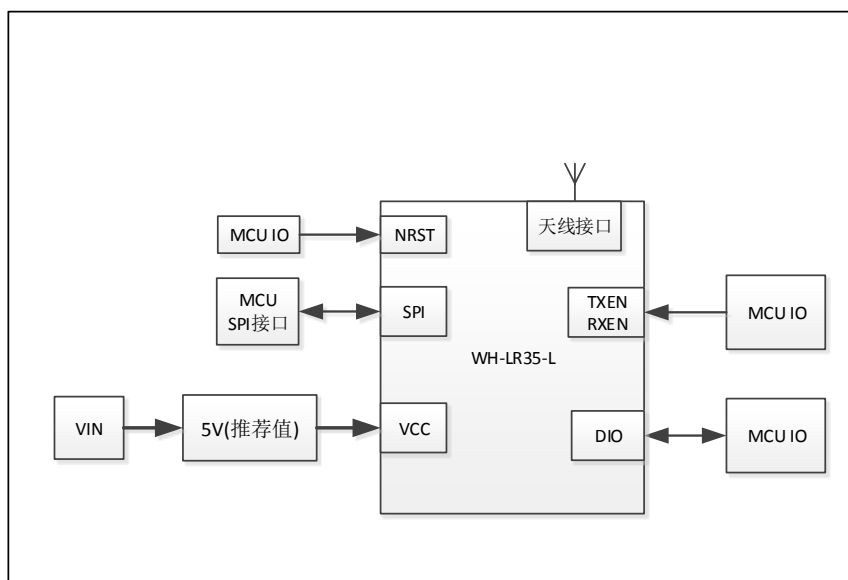 天线接口
MCU IO
NRST
MCU
SPI接口
SPI
TXEN
RXEN
MCU IO
WH-LR35-L
VIN
5V(推荐值)
VCC
DIO
MCU IO